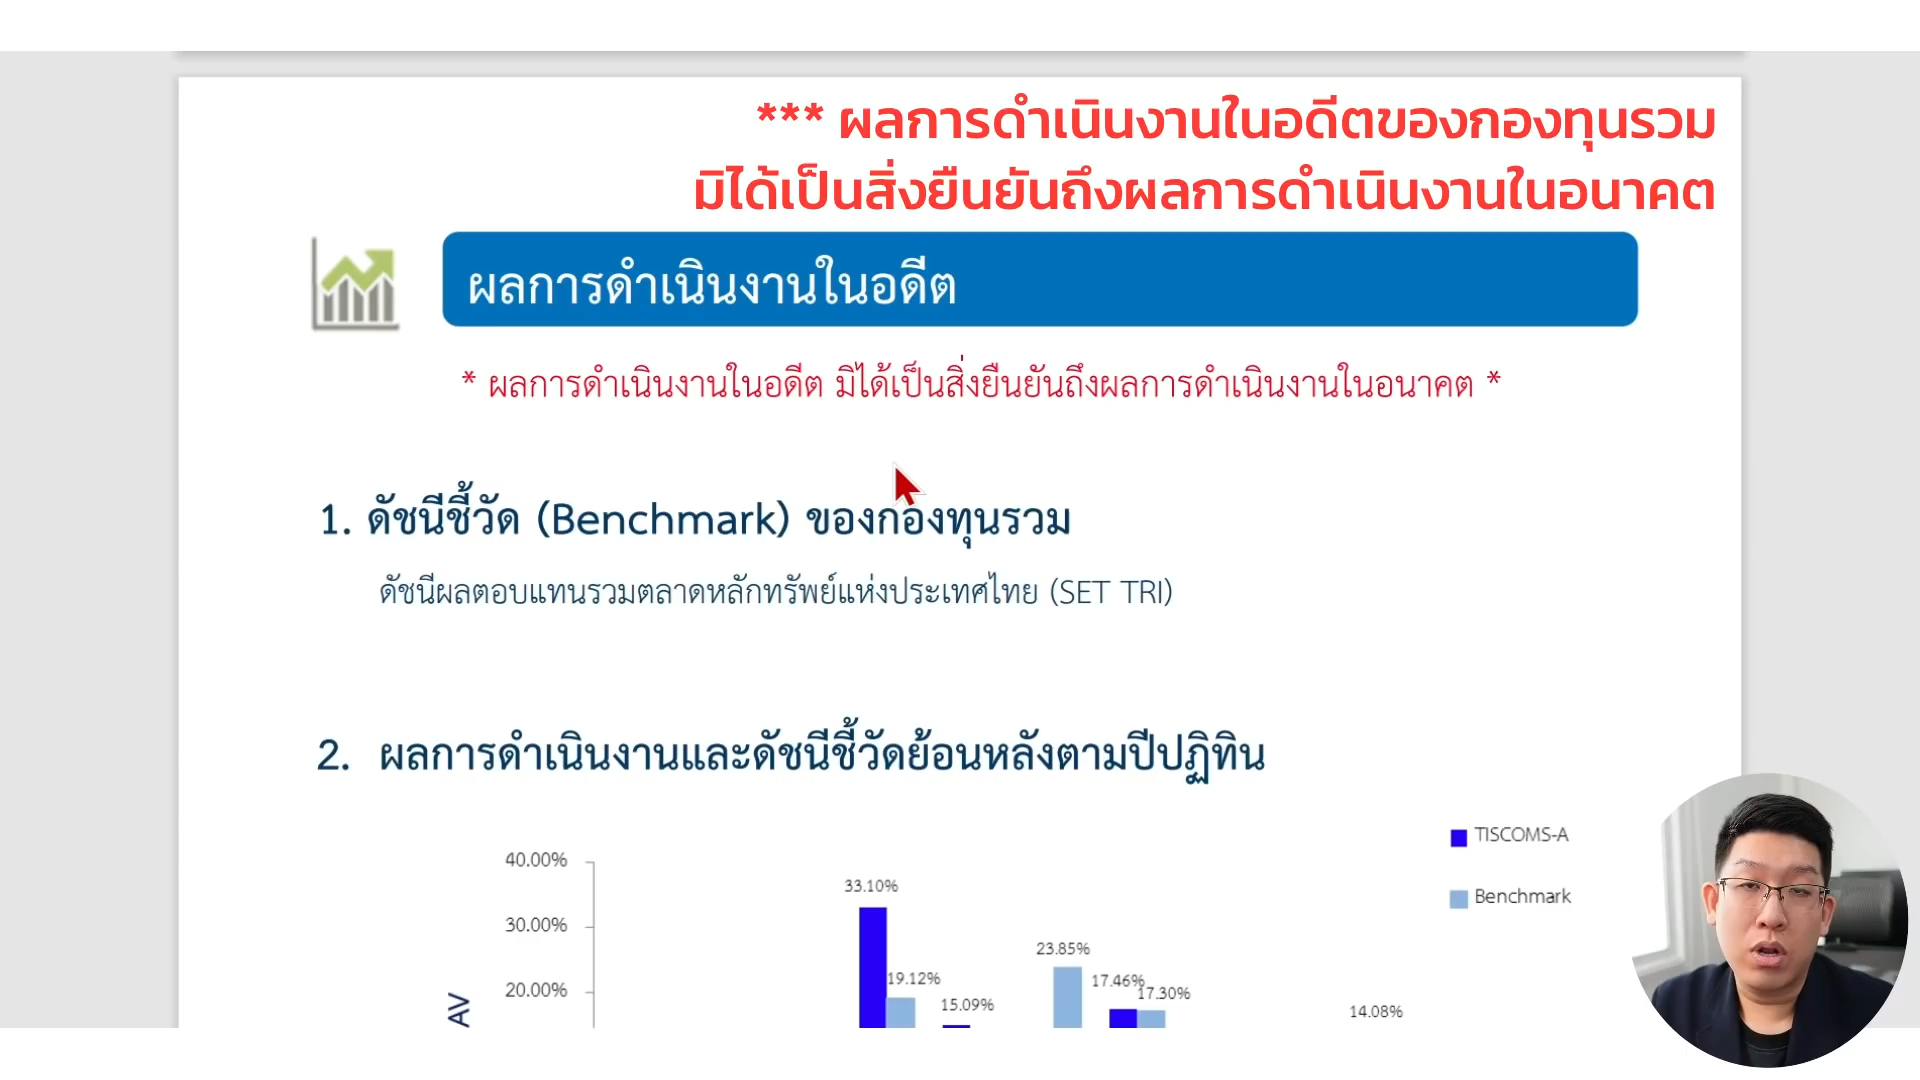 *** ผลการดำเนินงานในอดีตของกองทุนรวม
มิได้เป็นสิ่งยืนยันถึงผลการดำเนินงานในอนาคต
ผลการดำเนินงานในอดีต
* ผลการดำเนินงานในอดีต มิได้เป็นสิ่งยืนยันถึงผลการดำเนินงานในอนาคต *
1. ดัชนีชี้วัด (Benchmark) ของกองทุนรวม
ดัชนีผลตอบแทนรวมตลาดหลักทรัพย์แห่งประเทศไทย (SET TRI)
2. ผลการดำเนินงานและดัชนีชี้วัดย้อนหลังตามปีปฏิทิน
TISCOMS-A
Benchmark
40.00%
30.00%
20.00%
AV
33.10%
19.12%
15.09%
23.85%
17.46%
17.30%
14.08%